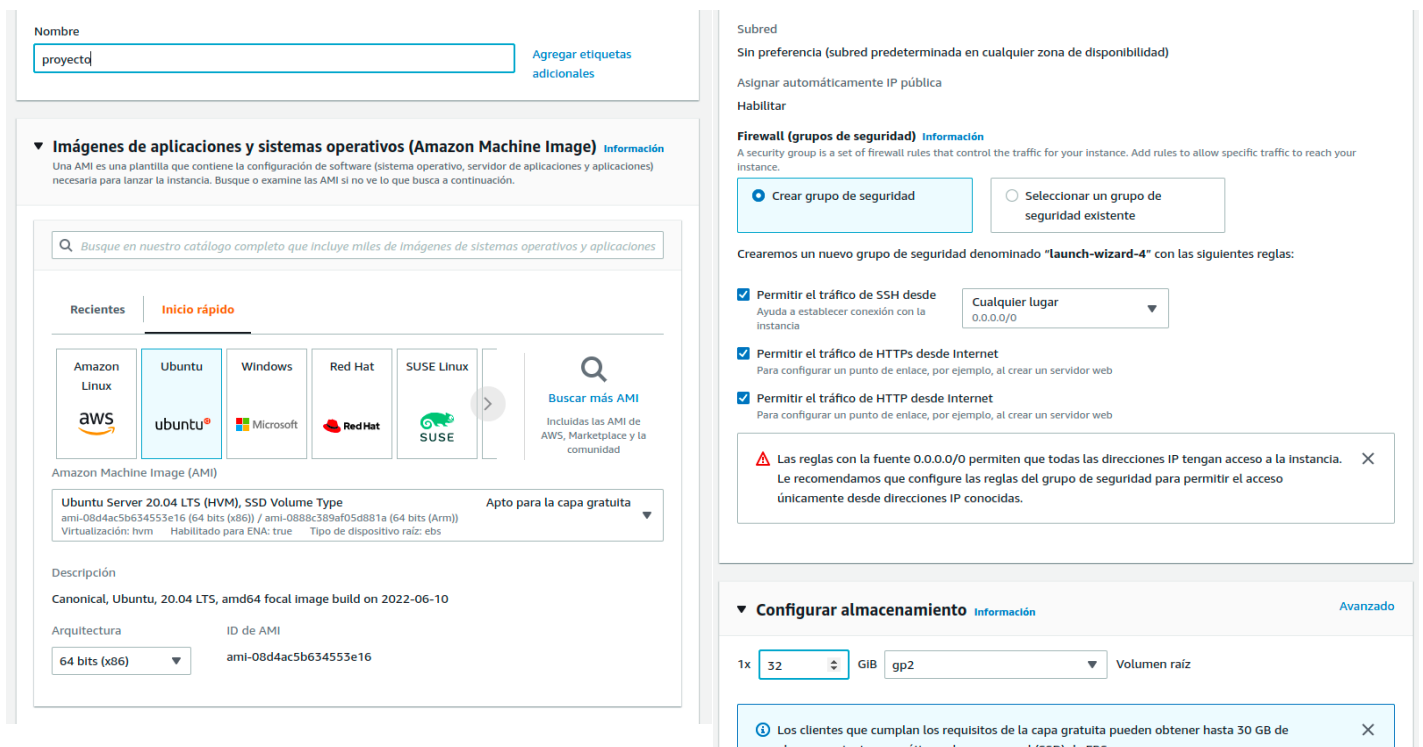 Nombre
proyecto
Agregar etiquetas
adicionales
Imágenes de aplicaciones y sistemas operativos (Amazon Machine Image) Información
Una AMI es una plantilla que contiene la configuración de software (sistema operativo, servidor de aplicaciones y aplicaciones)
necesaria para lanzar la instancia. Busque o examine las AMI si no ve lo que busca a continuación.
Busque en nuestro catálogo completo que incluye miles de imágenes de sistemas operativos y aplicaciones
Recientes
Inicio rápido
Amazon
Linux
aws
Ubuntu
ubuntu
Windows
Microsoft
Red Hat
Red Hat
SUSE Linux
SUSE
Buscar más AMI
Incluidas las AMI de
AWS, Marketplace y la
comunidad
Amazon Machine Image (AMI)
Ubuntu Server 20.04 LTS (HVM), SSD Volume Type Apto para la capa gratuita
ami-08d4ac5b634553e16 (64 bits (x86)) / ami-0888c389af05d881a (64 bits (Arm))
Virtualización: hvm Habilitado para ENA: true Tipo de dispositivo raíz: ebs
Descripción
Canonical, Ubuntu, 20.04 LTS, amd64 focal image build on 2022-06-10
Arquitectura
64 bits (x86)
ID de AMI
ami-08d4ac5b634553e16
Subred
Sin preferencia (subred predeterminada en cualquier zona de disponibilidad)
Asignar automáticamente IP pública
Habilitar
Firewall (grupos de seguridad) Información
A security group is a set of firewall rules that control the traffic for your instance. Add rules to allow specific traffic to reach your
instance.
Crear grupo de seguridad
Seleccionar un grupo de
seguridad existente
Crearemos un nuevo grupo de seguridad denominado "launch-wizard-4" con las siguientes reglas:
Permitir el tráfico de SSH desde
Ayuda a establecer conexión con la
instancia
Cualquier lugar
0.0.0.0/0
Permitir el tráfico de HTTPs desde Internet
Para configurar un punto de enlace, por ejemplo, al crear un servidor web
Permitir el tráfico de HTTP desde Internet
Para configurar un punto de enlace, por ejemplo, al crear un servidor web
Las reglas con la fuente 0.0.0.0/0 permiten que todas las direcciones IP tengan acceso a la instancia.
Le recomendamos que configure las reglas del grupo de seguridad para permitir el acceso
únicamente desde direcciones IP conocidas.
Configurar almacenamiento Información
Avanzado
1x 32 GiB gp2 Volumen raíz
Los clientes que cumplan los requisitos de la capa gratuita pueden obtener hasta 30 GB de